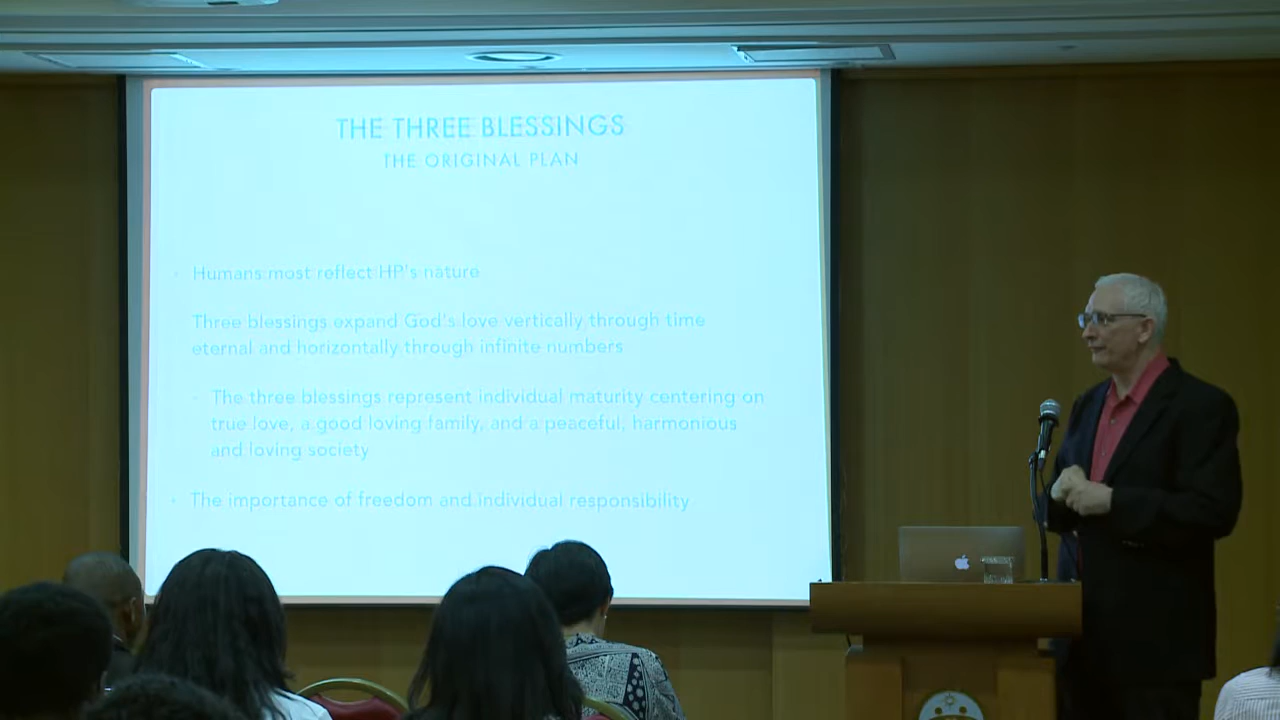 THE THREE BLESSINGS
THE ORIGINAL PLAN
Humans most reflect HP's nature
Three blessings expand God's love vertically through time
eternal and horizontally through infinite numbers
The three blessings represent individual maturity centering on
true love, a good loving family, and a peaceful, harmonious
and loving society
The importance of freedom and individual responsibility